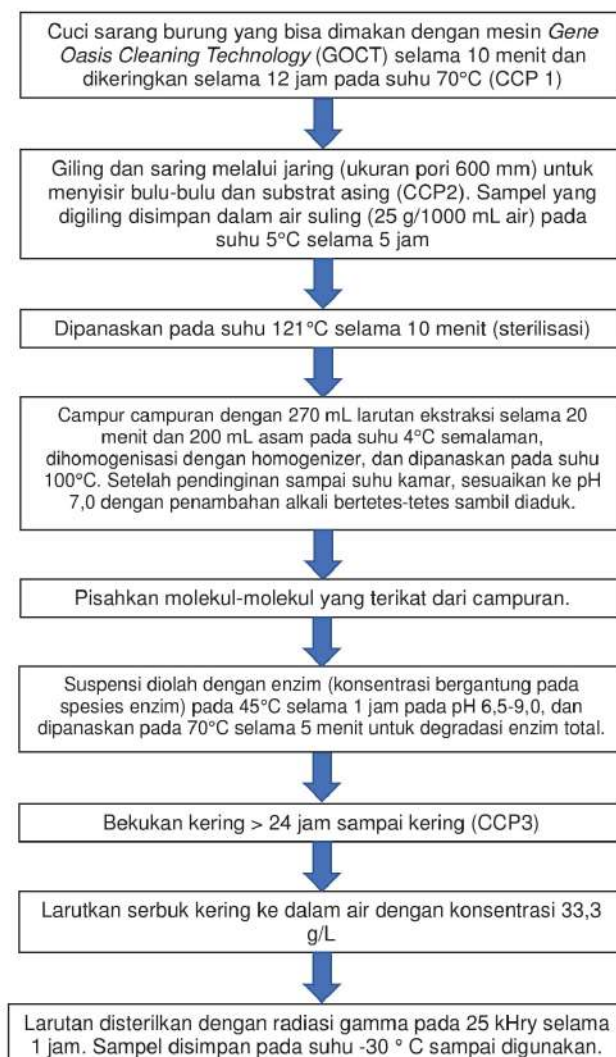 Cuci sarang burung yang bisa dimakan dengan mesin Gene
Oasis Cleaning Technology (GOCT) selama 10 menit dan
dikeringkan selama 12 jam pada suhu 70°C (CCP 1)
Giling dan saring melalui jaring (ukuran pori 600 mm) untuk
menyisir bulu-bulu dan substrat asing (CCP2). Sampel yang
digiling disimpan dalam air suling (25 g/1000 mL air) pada
suhu 5°C selama 5 jam
Dipanaskan pada suhu 121°C selama 10 menit (sterilisasi)
Campur campuran dengan 270 mL larutan ekstraksi selama 20
menit dan 200 mL asam pada suhu 4°C semalaman,
dihomogenisasi dengan homogenizer, dan dipanaskan pada suhu
100°C. Setelah pendinginan sampai suhu kamar, sesuaikan ke pH
7,0 dengan penambahan alkali bertetes-tetes sambil diaduk.
Pisahkan molekul-molekul yang terikat dari campuran.
Suspensi diolah dengan enzim (konsentrasi bergantung pada
spesies enzim) pada 45°C selama 1 jam pada pH 6,5-9,0, dan
dipanaskan pada 70°C selama 5 menit untuk degradasi enzim total.
Bekukan kering > 24 jam sampai kering (CCP3)
Larutkan serbuk kering ke dalam air dengan konsentrasi 33,3
g/L
Larutan disterilkan dengan radiasi gamma pada 25 kHry selama
1 jam. Sampel disimpan pada suhu -30 ° C sampai digunakan.